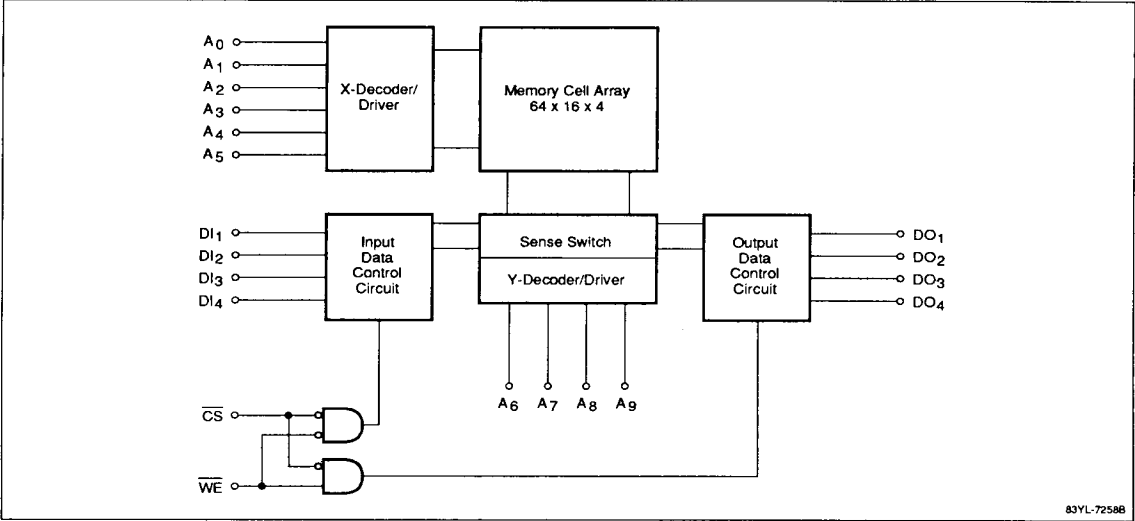 A0
A1
A2
A3
A4
A5
X-Decoder/
Driver
Memory Cell Array
64 x 16 x 4
DI1
DI2
DI3
DI4
Input
Data
Control
Circuit
Sense Switch
Y-Decoder/Driver
Output
Data
Control
Circuit
DO1
DO2
DO3
DO4
A6 A7 A8 A9
CS
WE
83YL-7258B